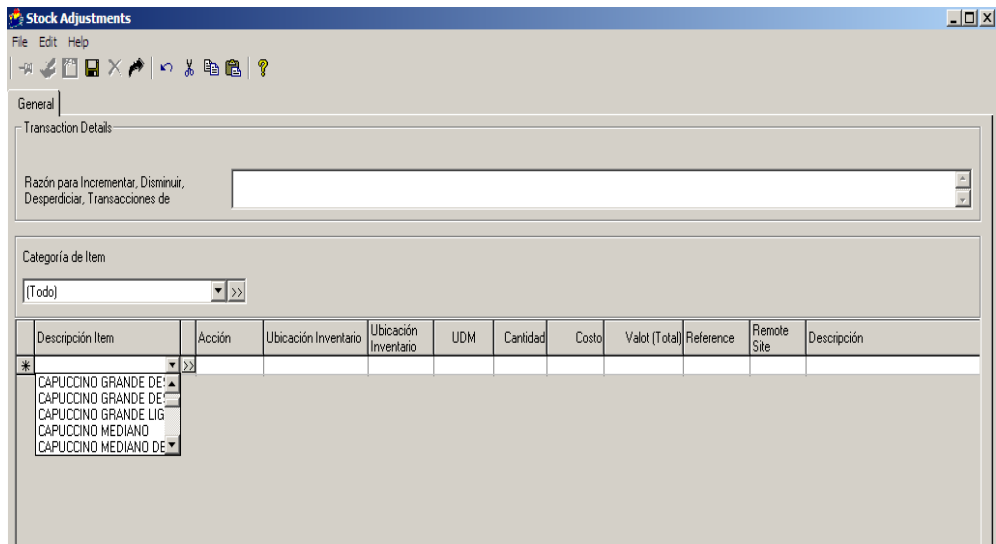 Stock Adjustments
File Edit Help
General
Transaction Details
Razón para Incrementar, Disminuir,
Desperdiciar, Transacciones de
Categoría de Item
(Todo) >>
Descripción Item Acción Ubicación Inventario Ubicación Inventario UDM Cantidad Costo Valot (Total) Reference Remote Site Descripción
>>
CAPUCCINO GRANDE DES
CAPUCCINO GRANDE DES
CAPUCCINO GRANDE LIG
CAPUCCINO MEDIANO
CAPUCCINO MEDIANO DE